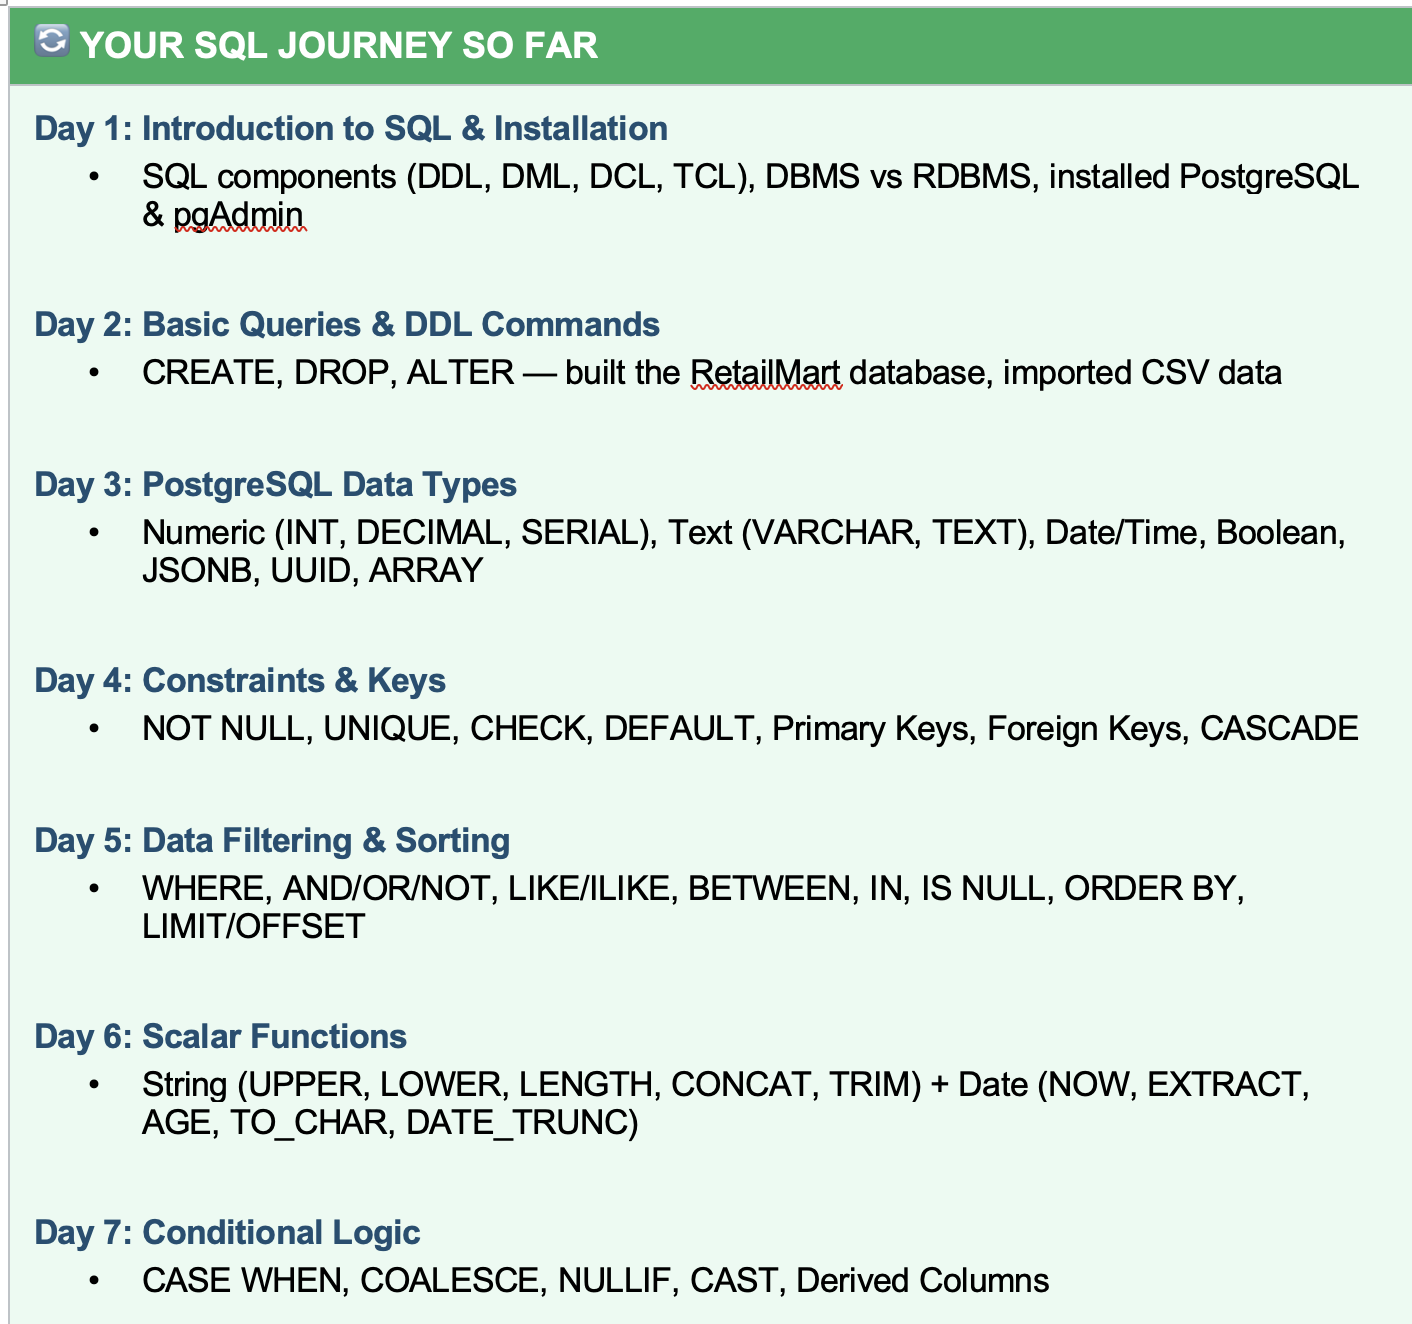 YOUR SQL JOURNEY SO FAR
Day 1: Introduction to SQL & Installation
• SQL components (DDL, DML, DCL, TCL), DBMS vs RDBMS, installed PostgreSQL
& pgAdmin
Day 2: Basic Queries & DDL Commands
• CREATE, DROP, ALTER — built the RetailMart database, imported CSV data
Day 3: PostgreSQL Data Types
• Numeric (INT, DECIMAL, SERIAL), Text (VARCHAR, TEXT), Date/Time, Boolean,
JSONB, UUID, ARRAY
Day 4: Constraints & Keys
• NOT NULL, UNIQUE, CHECK, DEFAULT, Primary Keys, Foreign Keys, CASCADE
Day 5: Data Filtering & Sorting
• WHERE, AND/OR/NOT, LIKE/ILIKE, BETWEEN, IN, IS NULL, ORDER BY,
LIMIT/OFFSET
Day 6: Scalar Functions
• String (UPPER, LOWER, LENGTH, CONCAT, TRIM) + Date (NOW, EXTRACT,
AGE, TO_CHAR, DATE_TRUNC)
Day 7: Conditional Logic
• CASE WHEN, COALESCE, NULLIF, CAST, Derived Columns